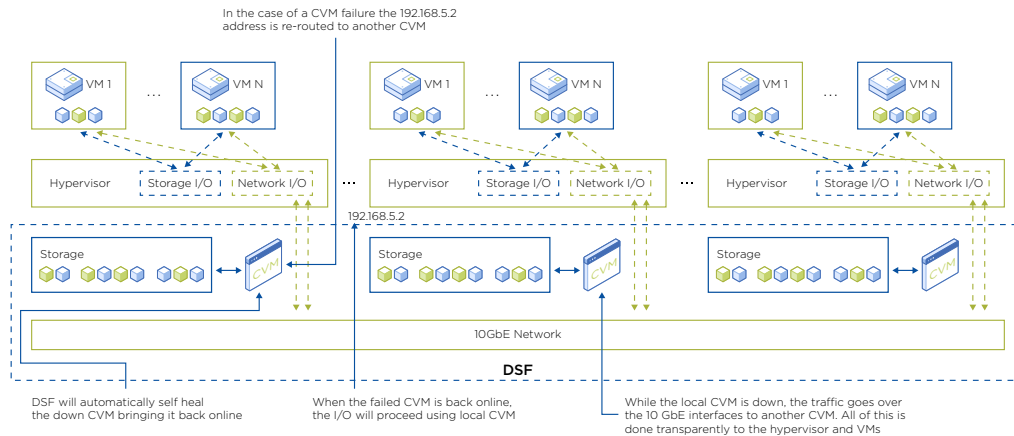 In the case of a CVM failure the 192.168.5.2
address is re-routed to another CVM
VM 1
...
VM N
VM 1
...
VM N
VM 1
...
VM N
Hypervisor
Storage I/O
Network I/O
...
Hypervisor
Storage I/O
Network I/O
...
Hypervisor
Storage I/O
Network I/O
192.168.5.2
Storage
CVM
Storage
CVM
Storage
CVM
10GbE Network
DSF
DSF will automatically self heal
the down CVM bringing it back online
When the failed CVM is back online,
the I/O will proceed using local CVM
While the local CVM is down, the traffic goes over
the 10 GbE interfaces to another CVM. All of this is
done transparently to the hypervisor and VMs